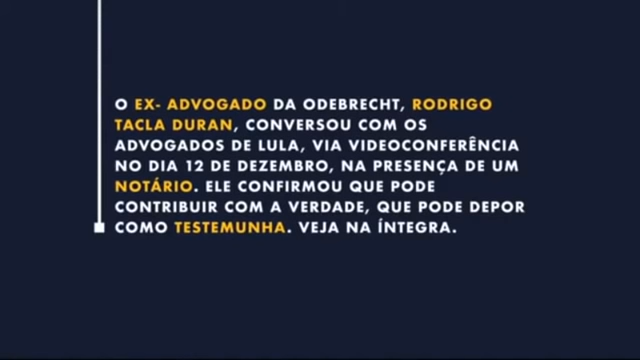 O EX- ADVOGADO DA ODEBRECHT, RODRIGO
TACLA DURAN, CONVERSOU COM OS
ADVOGADOS DE LULA, VIA VIDEOCONFERÊNCIA
NO DIA 12 DE DEZEMBRO, NA PRESENÇA DE UM
NOTÁRIO. ELE CONFIRMOU QUE PODE
CONTRIBUIR COM A VERDADE, QUE PODE DEPOR
COMO TESTEMUNHA. VEJA NA ÍNTEGRA.